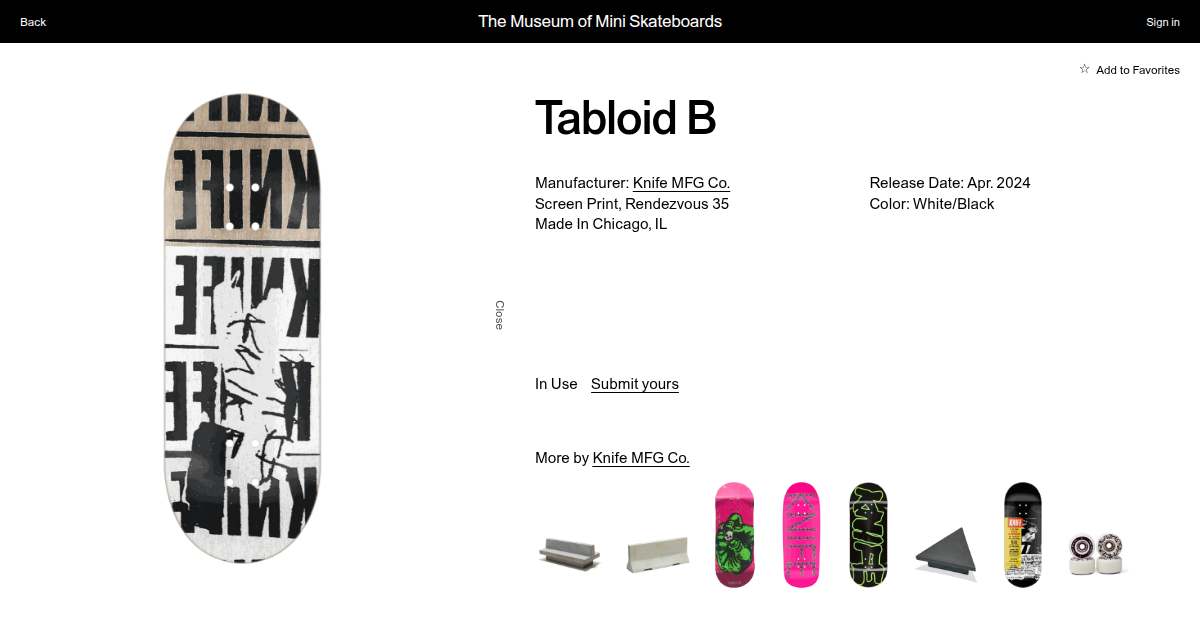 Back
The Museum of Mini Skateboards
Sign in
☆ Add to Favorites
Tabloid B
Manufacturer: Knife MFG Co.
Screen Print, Rendezvous 35
Made In Chicago, IL
Release Date: Apr. 2024
Color: White/Black
Close
In Use Submit yours
More by Knife MFG Co.
KNIFE
KNIFE
KNIFE
KNIFE
KNIFE